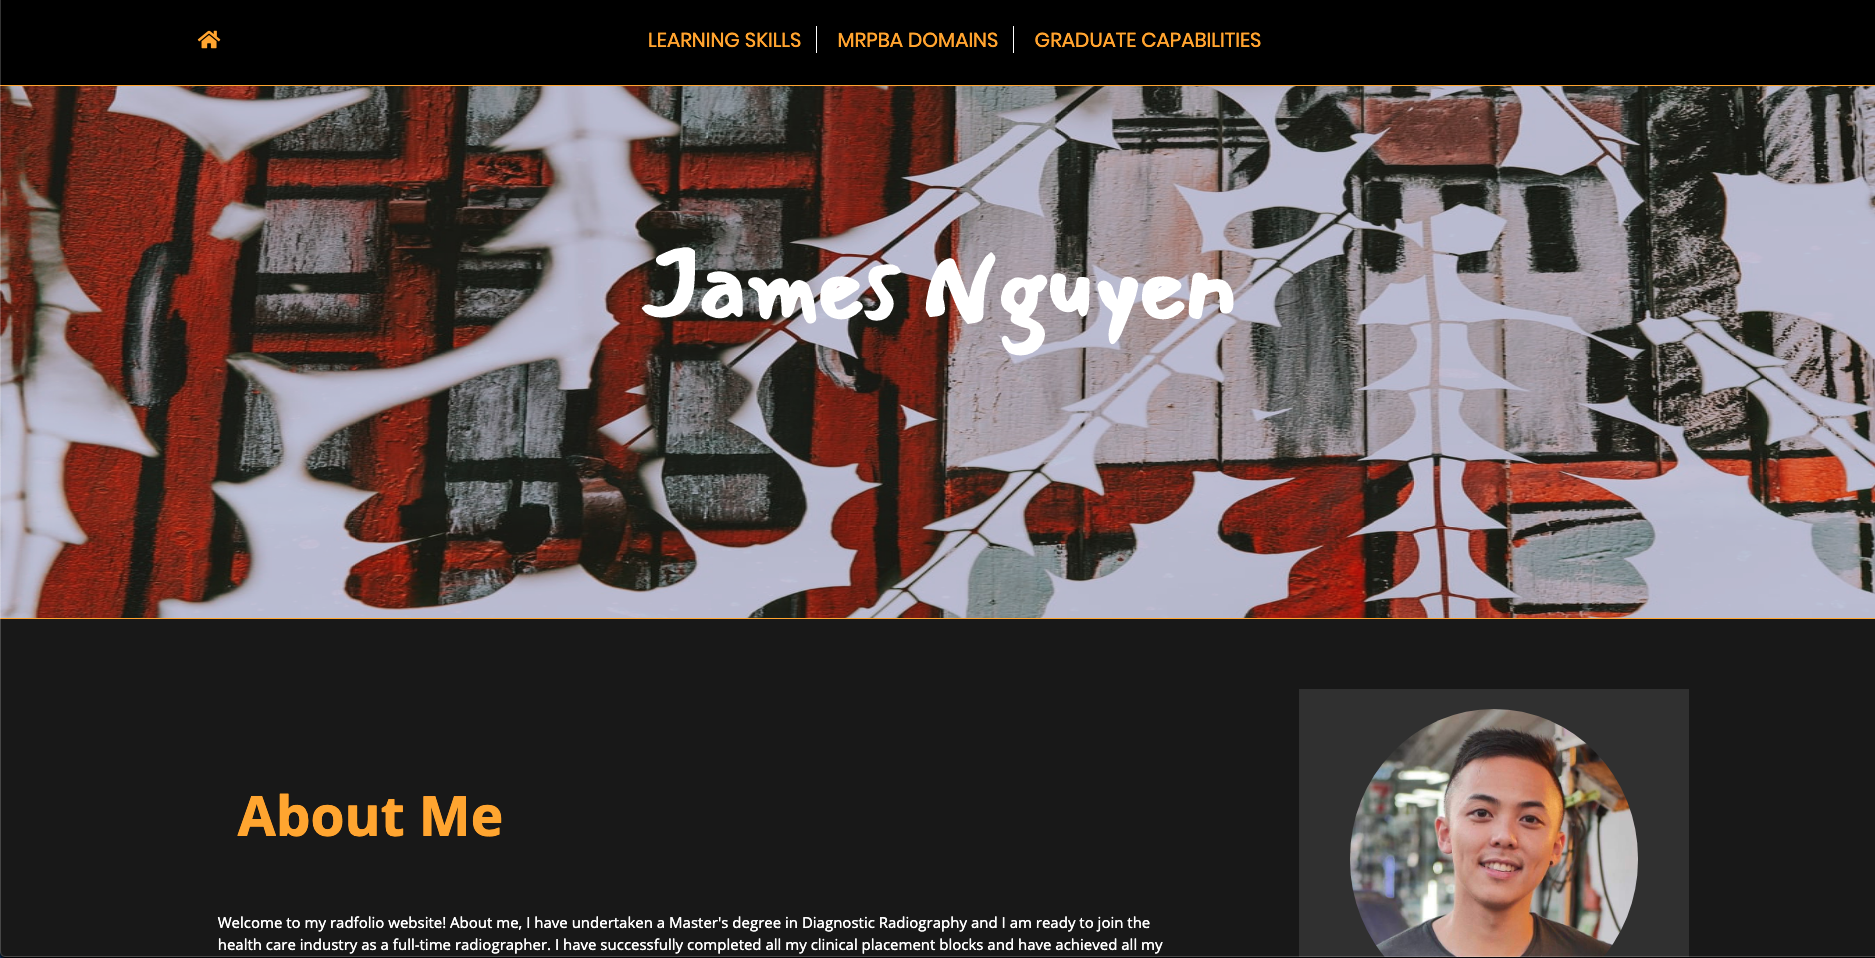 LEARNING SKILLS
MRPBA DOMAINS
GRADUATE CAPABILITIES
James Nguyen
About Me
Welcome to my radfolio website! About me, I have undertaken a Master's degree in Diagnostic Radiography and I am ready to join the
health care industry as a full-time radiographer. I have successfully completed all my clinical placement blocks and have achieved all my